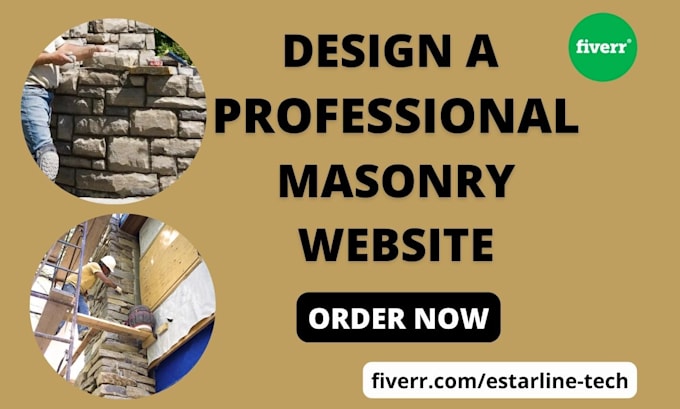 DESIGN A
fiverr®
PROFESSIONAL
MASONRY
WEBSITE
ORDER NOW
fiverr.com/estarline-tech